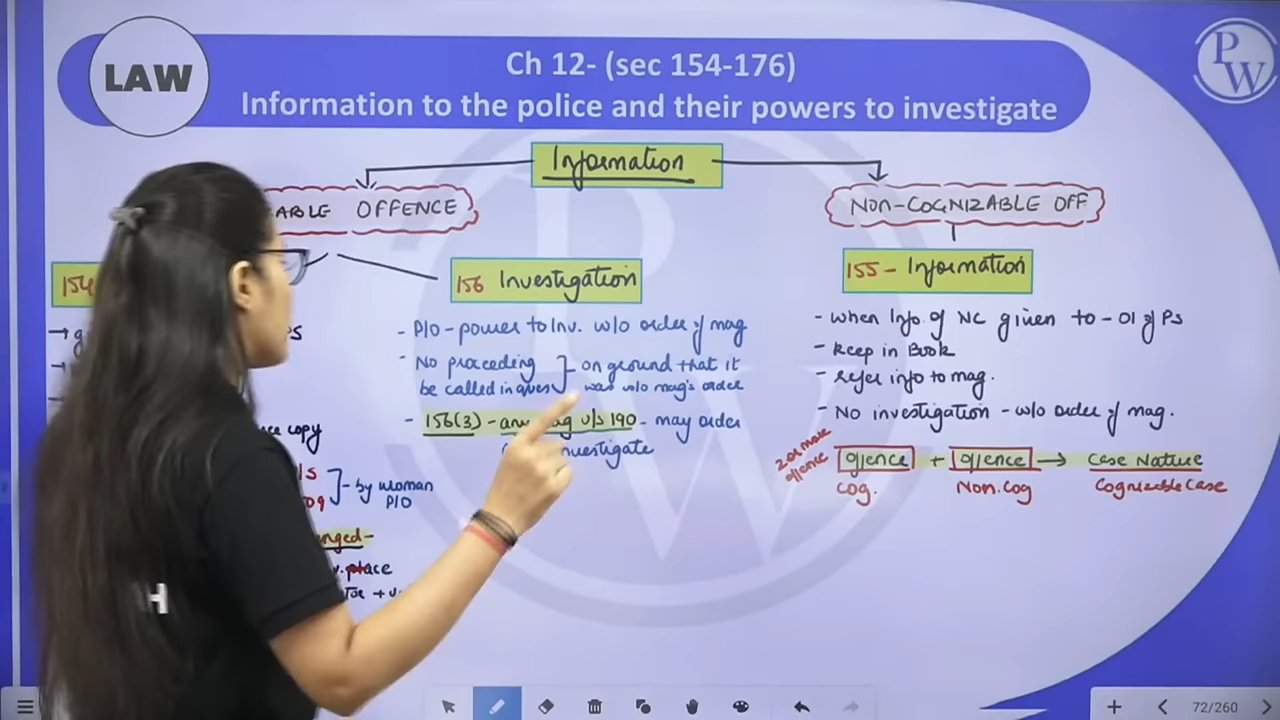 LAW
Ch 12- (sec 154-176)
Information to the police and their powers to investigate
PW
Information
ABLE OFFENCE
NON-COGNIZABLE OFF
154
156 Investigation
- P/O - power to Inv. w/o order of mag
- No proceeding } on ground that it
be called in ques } was w/o mag's order
- 156(3) - any mag u/s 190 - may order
investigate
copy
- by woman
P/O
nged-
place
155 - Information
- when Info. of NC given to - OI of PS
- keep in Book
- refer info to mag.
- No investigation - w/o order of mag.
2 or more
offence
offence + offence → Case Nature
Cog. Non.Cog Cognizable Case
H
72/260